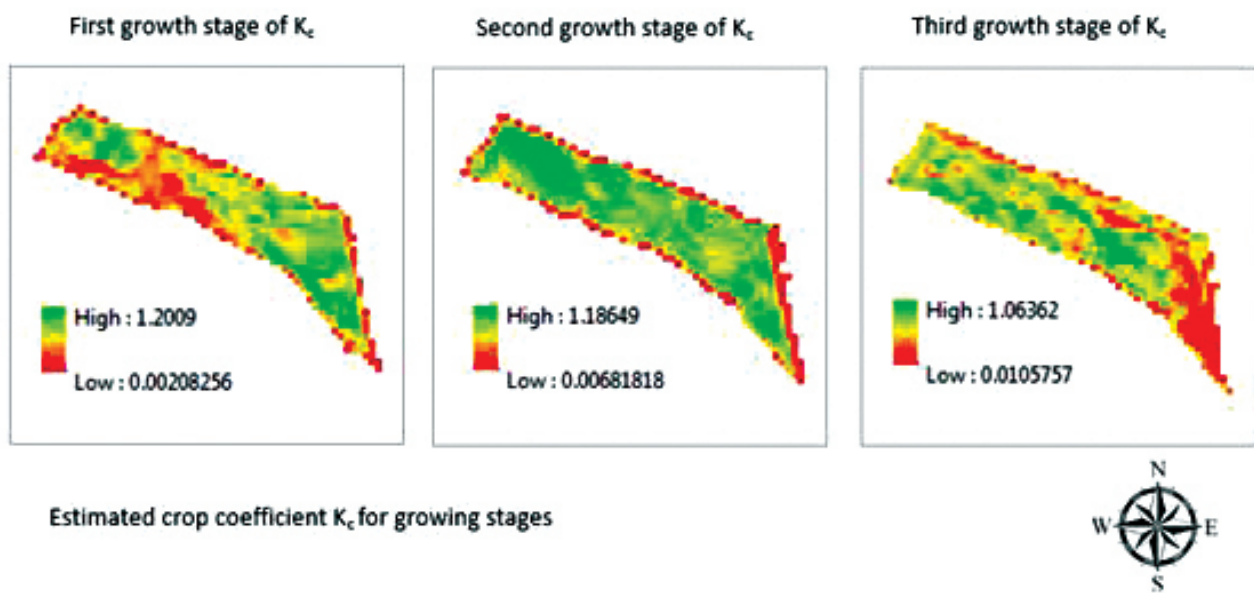 First growth stage of Kc
Second growth stage of Kc
Third growth stage of Kc
High : 1.2009
Low : 0.00208256
High : 1.18649
Low : 0.00681818
High : 1.06362
Low : 0.0105757
Estimated crop coefficient Kc for growing stages
N
W
E
S